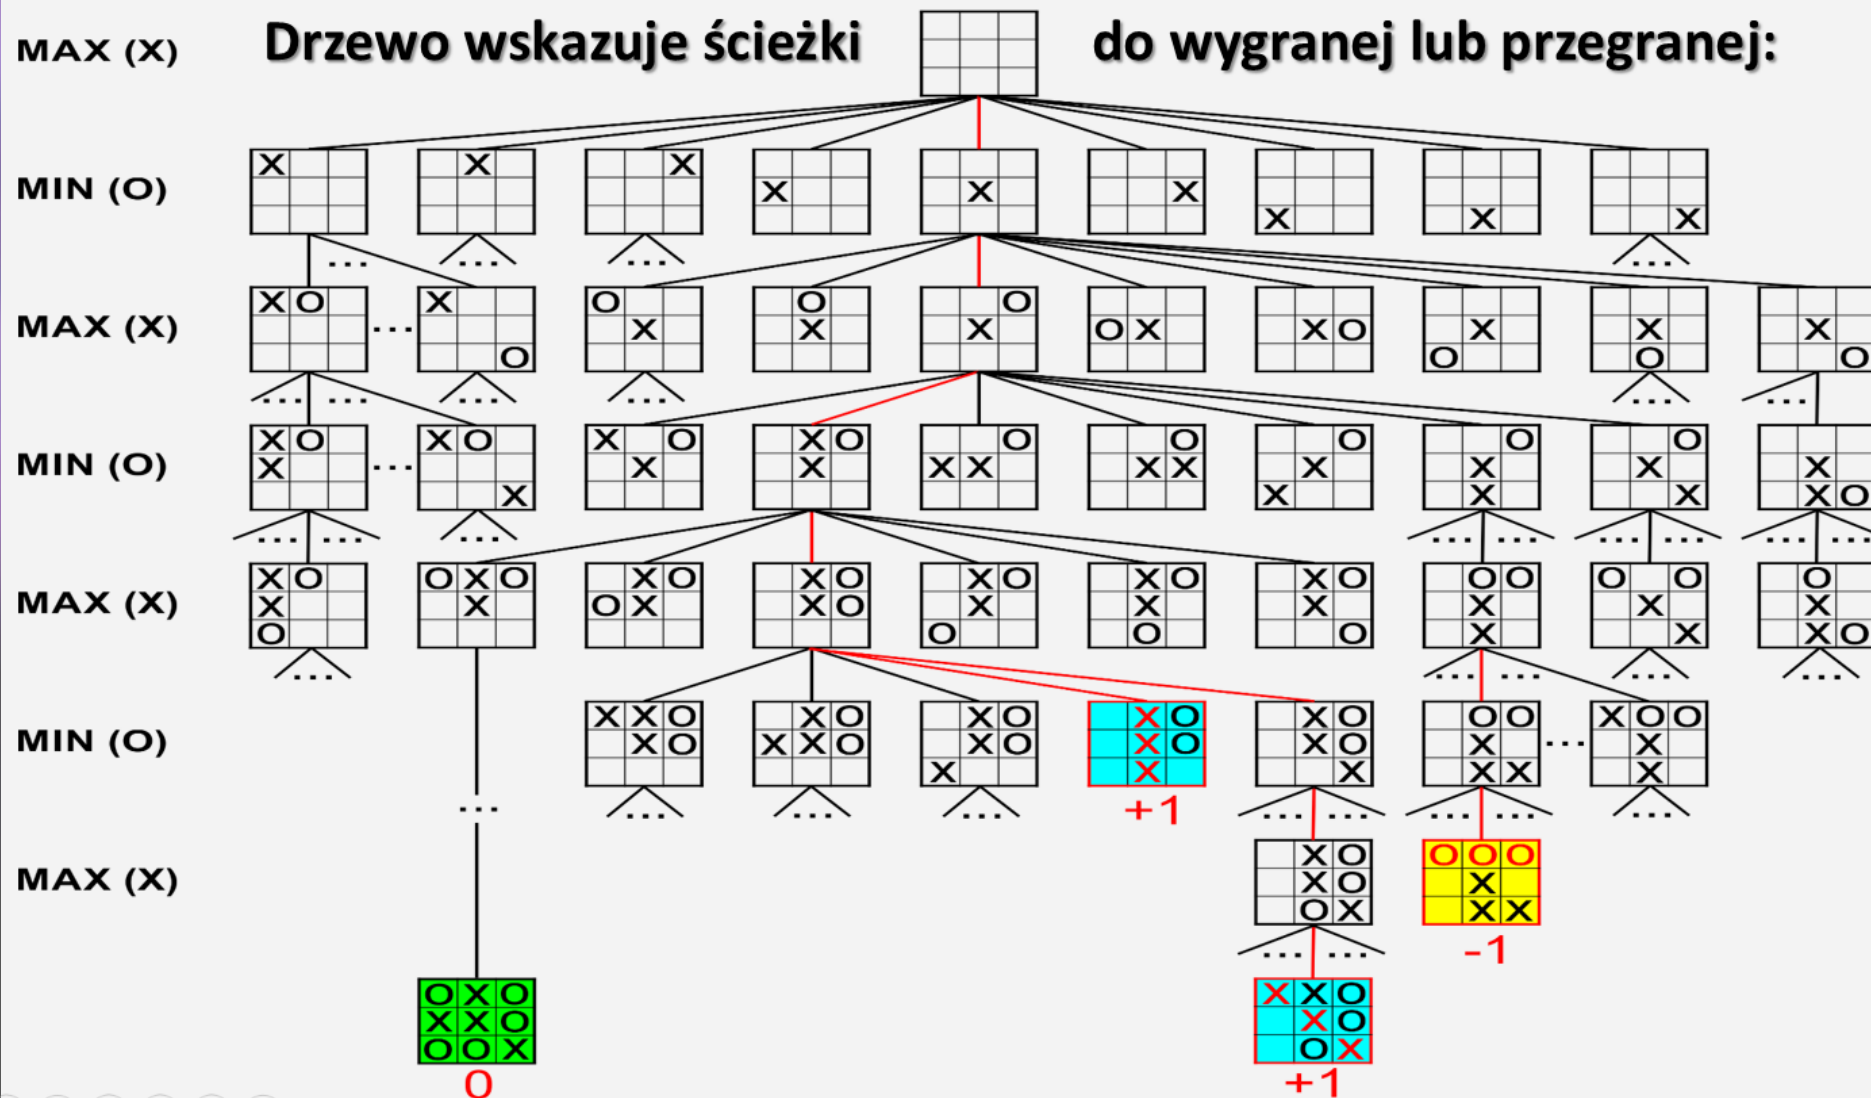 MAX (X) Drzewo wskazuje ścieżki do wygranej lub przegranej:
X X X
MIN (O) X X X
X X X
... ... ... ...
X O X O O O
MAX (X) ... X X X O X X O X X X
O O O O
... ... ... ... ... ... ...
X O X O X O X O O O O O O
MIN (O) X ... X X X X X X X X X X
X X X X X O
... ... ... ... ... ... ... ... ...
X O O X O X O X O X O X O X O O O O O O
MAX (X) X X O X X O X X X X X X
O O O O X X X O
... ... ... ... ...
X X O X O X O X O X O O O X O O
MIN (O) X O X X O X O X O X O X ... X
X X X X X X
... ... ... +1 ... ... ... ... ...
...
X O O O O
MAX (X) X O X
O X X X
... ... -1
O X O X X O
X X O X O
O O X O X
0 +1